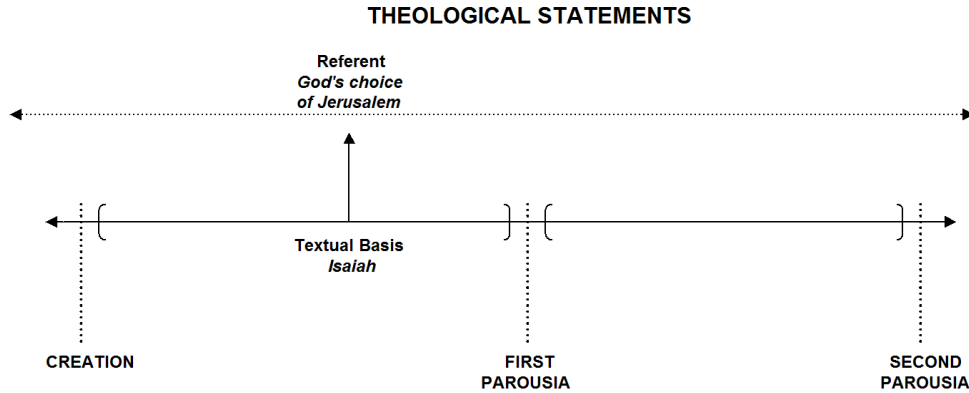 THEOLOGICAL STATEMENTS
Referent
God's choice
of Jerusalem
Textual Basis
Isaiah
CREATION
FIRST
PAROUSIA
SECOND
PAROUSIA